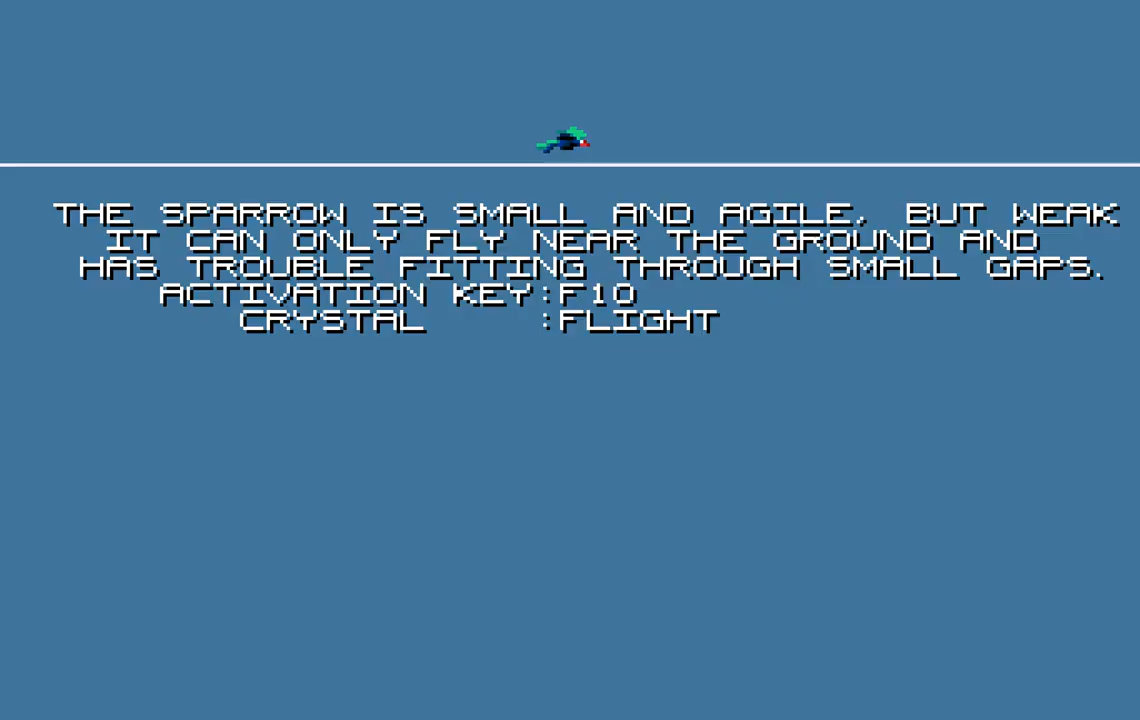 THE SPARROW IS SMALL AND AGILE, BUT WEAK
IT CAN ONLY FLY NEAR THE GROUND AND
HAS TROUBLE FITTING THROUGH SMALL GAPS.
ACTIVATION KEY:F10
CRYSTAL :FLIGHT